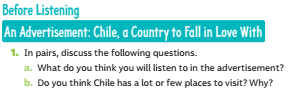 Before Listening
An Advertisement: Chile, a Country to Fall in Love With
1. In pairs, discuss the following questions.
a. What do you think you will listen to in the advertisement?
b. Do you think Chile has a lot or few places to visit? Why?